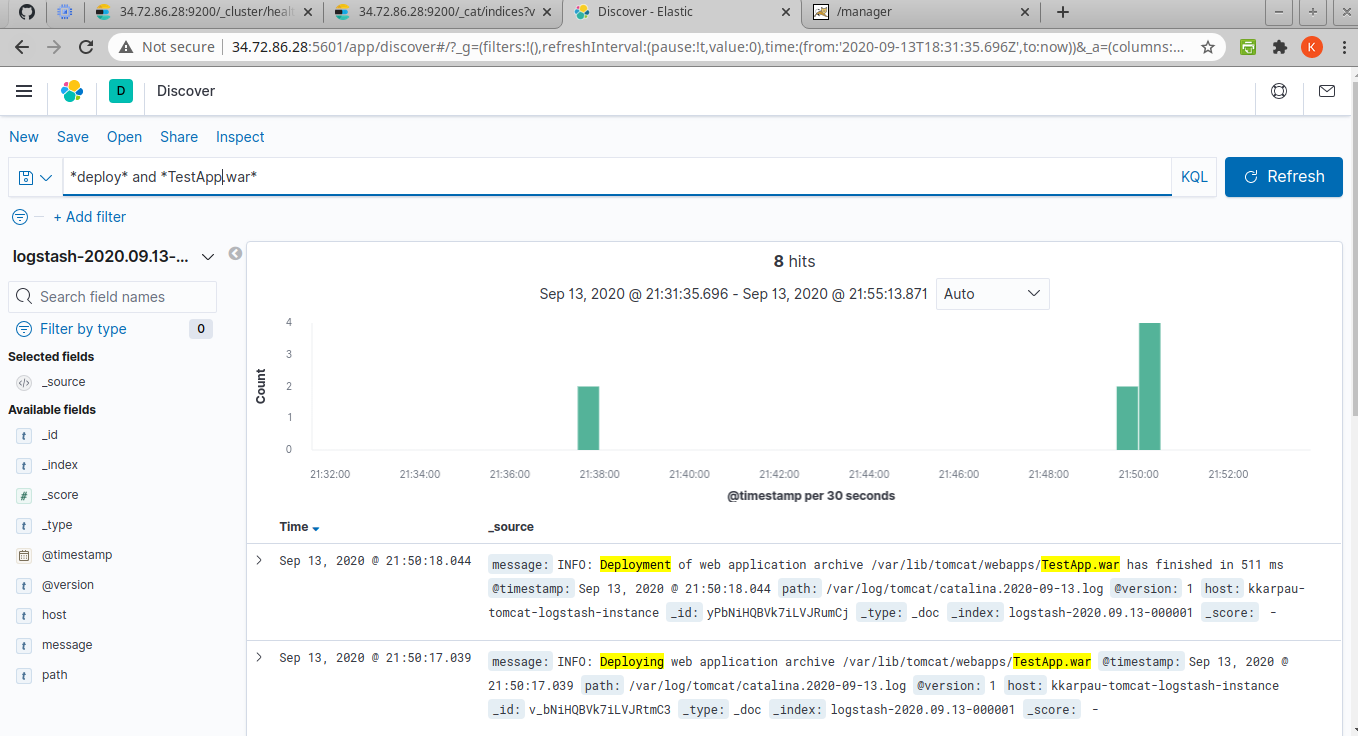 34.72.86.28:9200/_cluster/healt
34.72.86.28:9200/_cat/indices?v
Discover - Elastic
/manager
Not secure
34.72.86.28:5601/app/discover#/?_g=(filters:!(),refreshInterval:(pause:!t,value:0),time:(from:'2020-09-13T18:31:35.696Z',to:now))&_a=(columns:...
K
D
Discover
New Save Open Share Inspect
*deploy* and *TestApp.war*
KQL
Refresh
+ Add filter
logstash-2020.09.13-...
Search field names
Filter by type 0
Selected fields
</> _source
Available fields
t _id
t _index
# _score
t _type
@timestamp
t @version
t host
t message
t path
8 hits
Sep 13, 2020 @ 21:31:35.696 - Sep 13, 2020 @ 21:55:13.871 Auto
Count
4
3
2
1
0
21:32:00 21:34:00 21:36:00 21:38:00 21:40:00 21:42:00 21:44:00 21:46:00 21:48:00 21:50:00 21:52:00
@timestamp per 30 seconds
Time _source
Sep 13, 2020 @ 21:50:18.044 message: INFO: Deployment of web application archive /var/lib/tomcat/webapps/TestApp.war has finished in 511 ms
@timestamp: Sep 13, 2020 @ 21:50:18.044 path: /var/log/tomcat/catalina.2020-09-13.log @version: 1 host: kkarpau-
tomcat-logstash-instance _id: yPbNiHQBVk7iLVJRumCj _type: _doc _index: logstash-2020.09.13-000001 _score: -
Sep 13, 2020 @ 21:50:17.039 message: INFO: Deploying web application archive /var/lib/tomcat/webapps/TestApp.war @timestamp: Sep 13, 2020 @
21:50:17.039 path: /var/log/tomcat/catalina.2020-09-13.log @version: 1 host: kkarpau-tomcat-logstash-instance
_id: v_bNiHQBVk7iLVJRtmC3 _type: _doc _index: logstash-2020.09.13-000001 _score: -